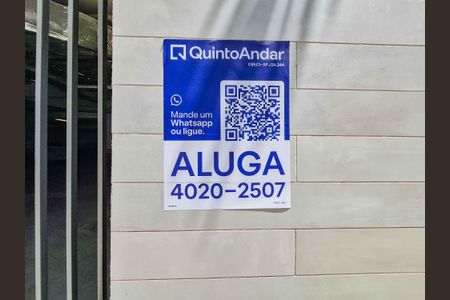 QuintoAndar
Mande um
Whatsapp
ou ligue.
ALUGA
4020-2507